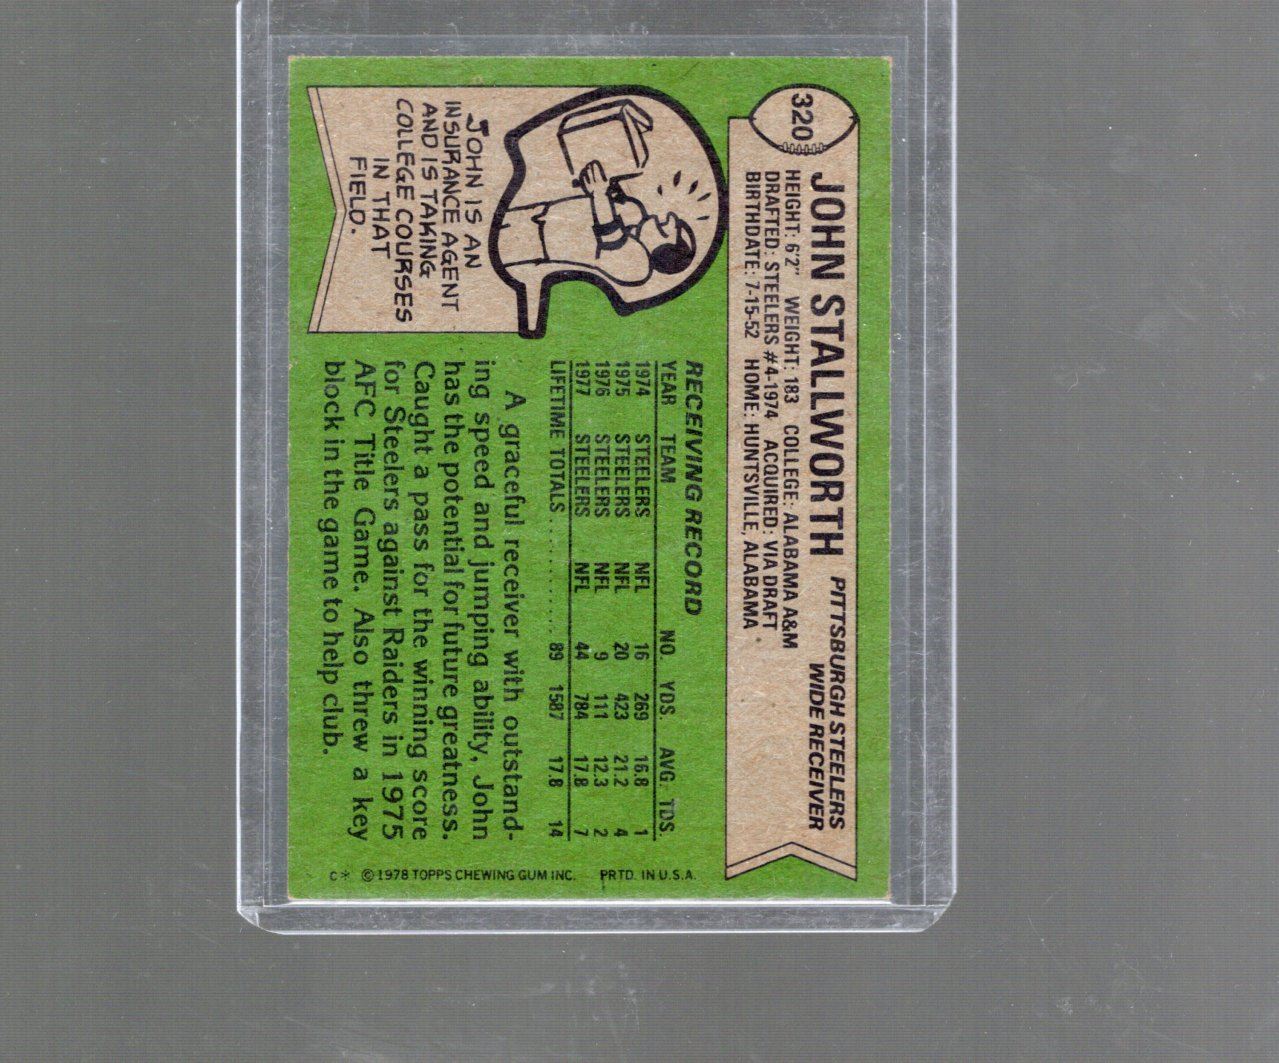 320
JOHN STALLWORTH
PITTSBURGH STEELERS
WIDE RECEIVER
HEIGHT: 6'2" WEIGHT: 183 COLLEGE: ALABAMA A&M
DRAFTED: STEELERS #4-1974 ACQUIRED: VIA DRAFT
BIRTHDATE: 7-15-52 HOME: HUNTSVILLE, ALABAMA
JOHN IS AN
INSURANCE AGENT
AND IS TAKING
COLLEGE COURSES
IN THAT
FIELD.
RECEIVING RECORD
YEAR TEAM NO. YDS. AVG. TDS.
1974 STEELERS NFL 16 269 16.8 1
1975 STEELERS NFL 20 423 21.2 4
1976 STEELERS NFL 9 111 12.3 2
1977 STEELERS NFL 44 784 17.8 7
LIFETIME TOTALS.............. 89 1587 17.8 14
A graceful receiver with outstand-
ing speed and jumping ability, John
has the potential for future greatness.
Caught a pass for the winning score
for Steelers against Raiders in 1975
AFC Title Game. Also threw a key
block in the game to help club.
C* © 1978 TOPPS CHEWING GUM INC. PRTD. IN U.S.A.